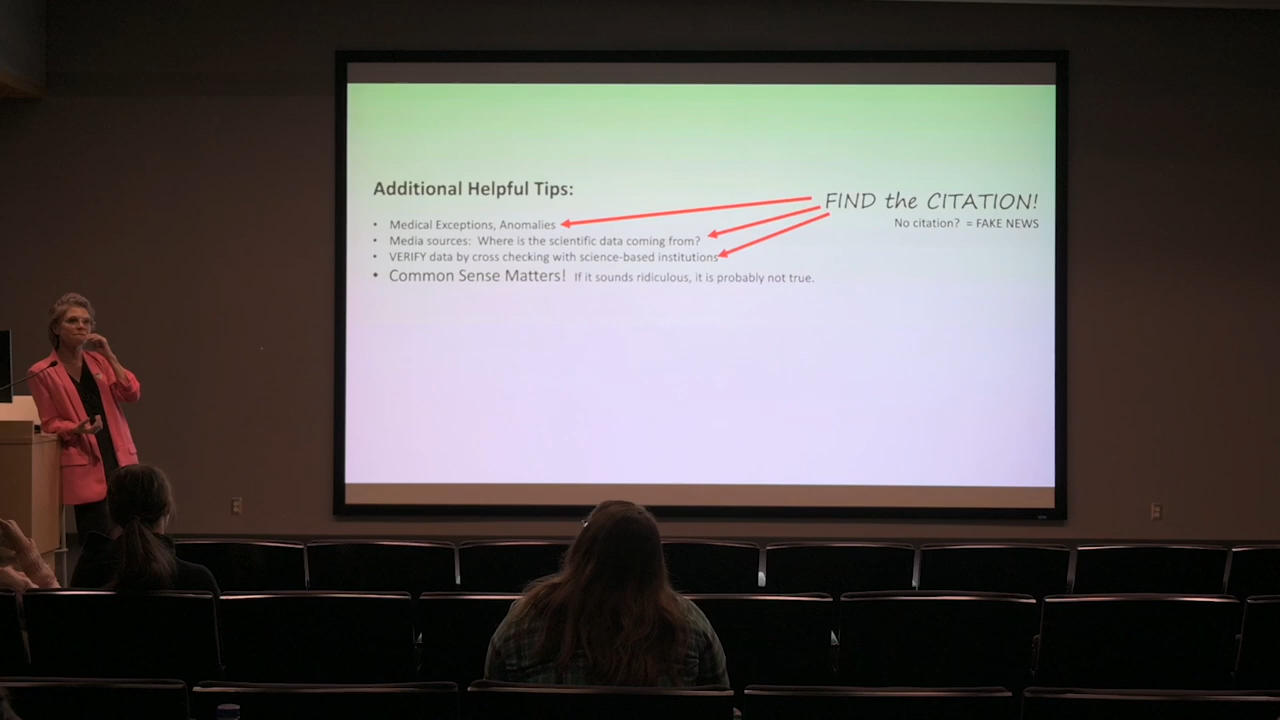 Additional Helpful Tips:
FIND the CITATION!
No citation? = FAKE NEWS
• Medical Exceptions, Anomalies
• Media sources: Where is the scientific data coming from?
• VERIFY data by cross checking with science-based institutions
• Common Sense Matters! If it sounds ridiculous, it is probably not true.